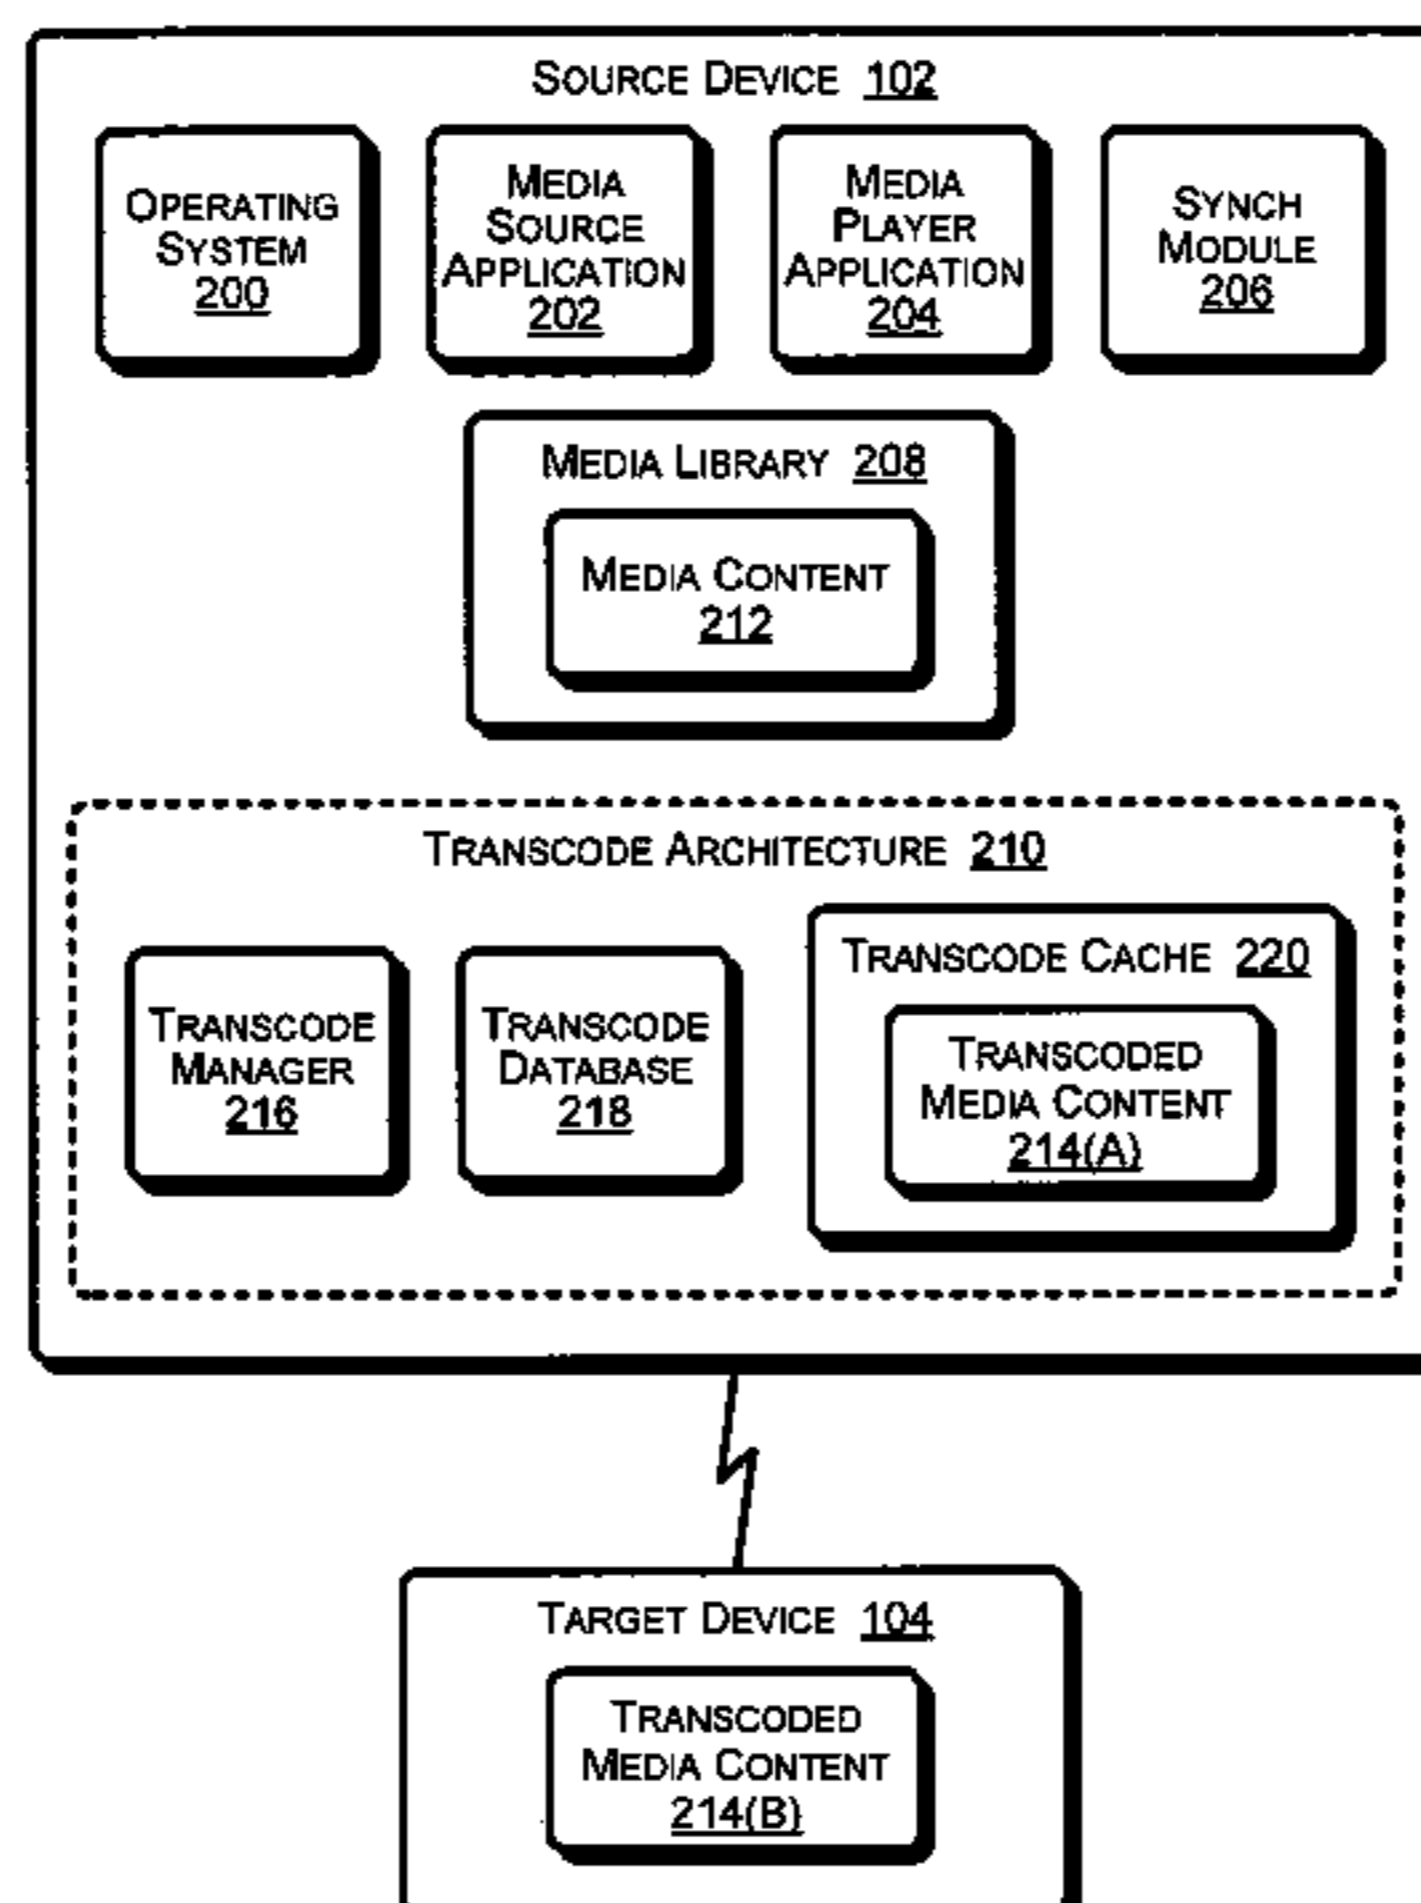 SOURCE DEVICE 102
OPERATING
SYSTEM
200
MEDIA
SOURCE
APPLICATION
202
MEDIA
PLAYER
APPLICATION
204
SYNCH
MODULE
206
MEDIA LIBRARY 208
MEDIA CONTENT
212
TRANSCODE ARCHITECTURE 210
TRANSCODE
MANAGER
216
TRANSCODE
DATABASE
218
TRANSCODE CACHE 220
TRANSCODED
MEDIA CONTENT
214(A)
TARGET DEVICE 104
TRANSCODED
MEDIA CONTENT
214(B)